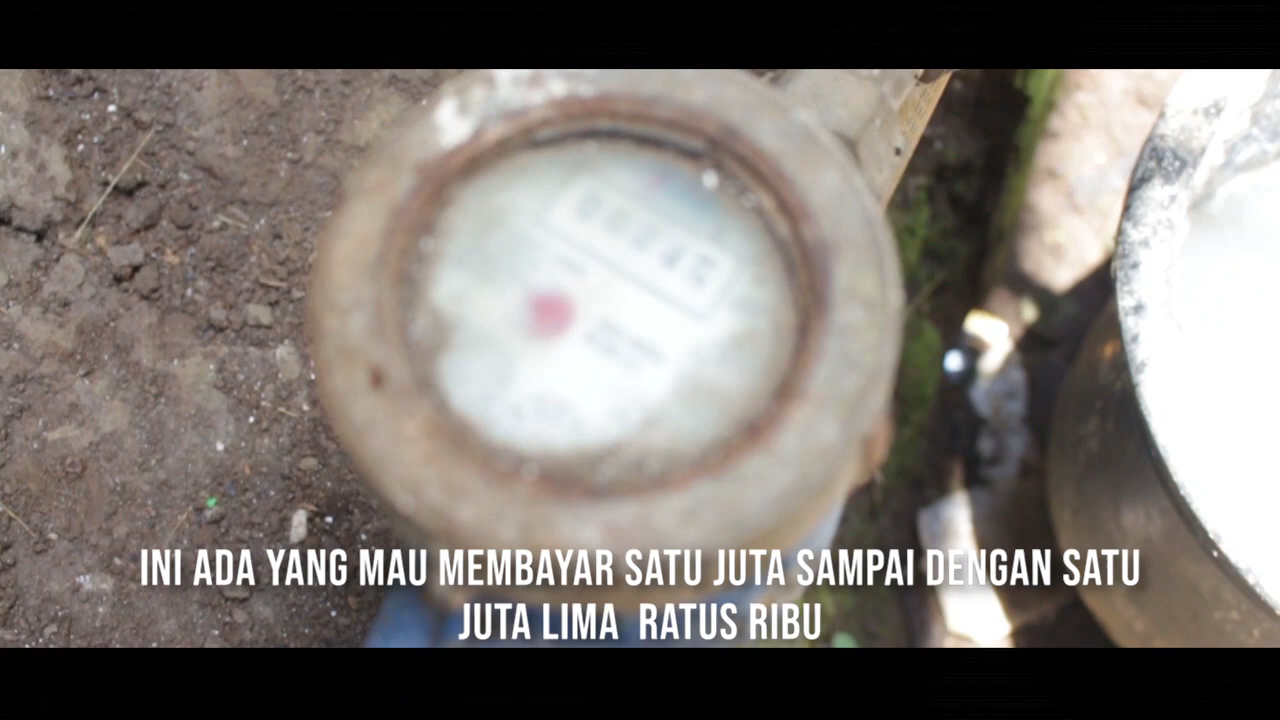 INI ADA YANG MAU MEMBAYAR SATU JUTA SAMPAI DENGAN SATU
JUTA LIMA RATUS RIBU